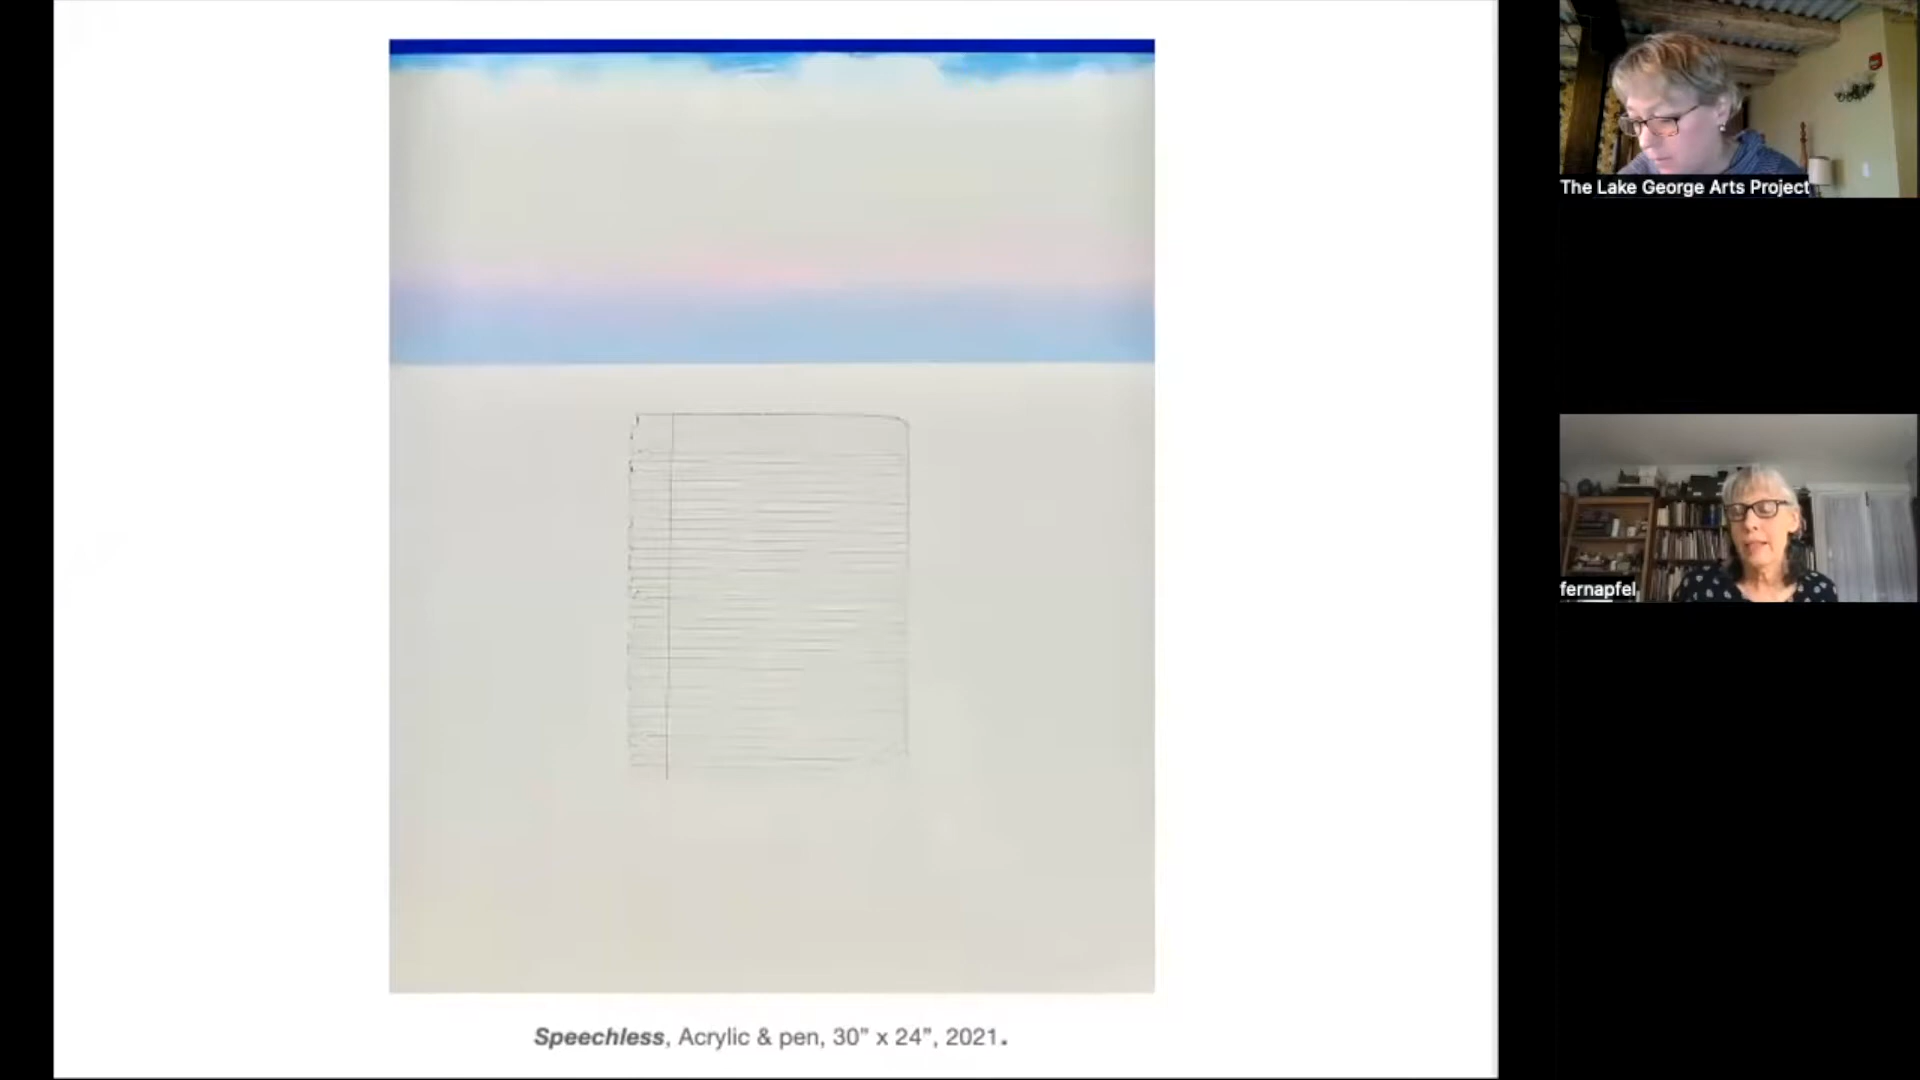 The Lake George Arts Project
fernapfel
Speechless, Acrylic & pen, 30” x 24”, 2021.